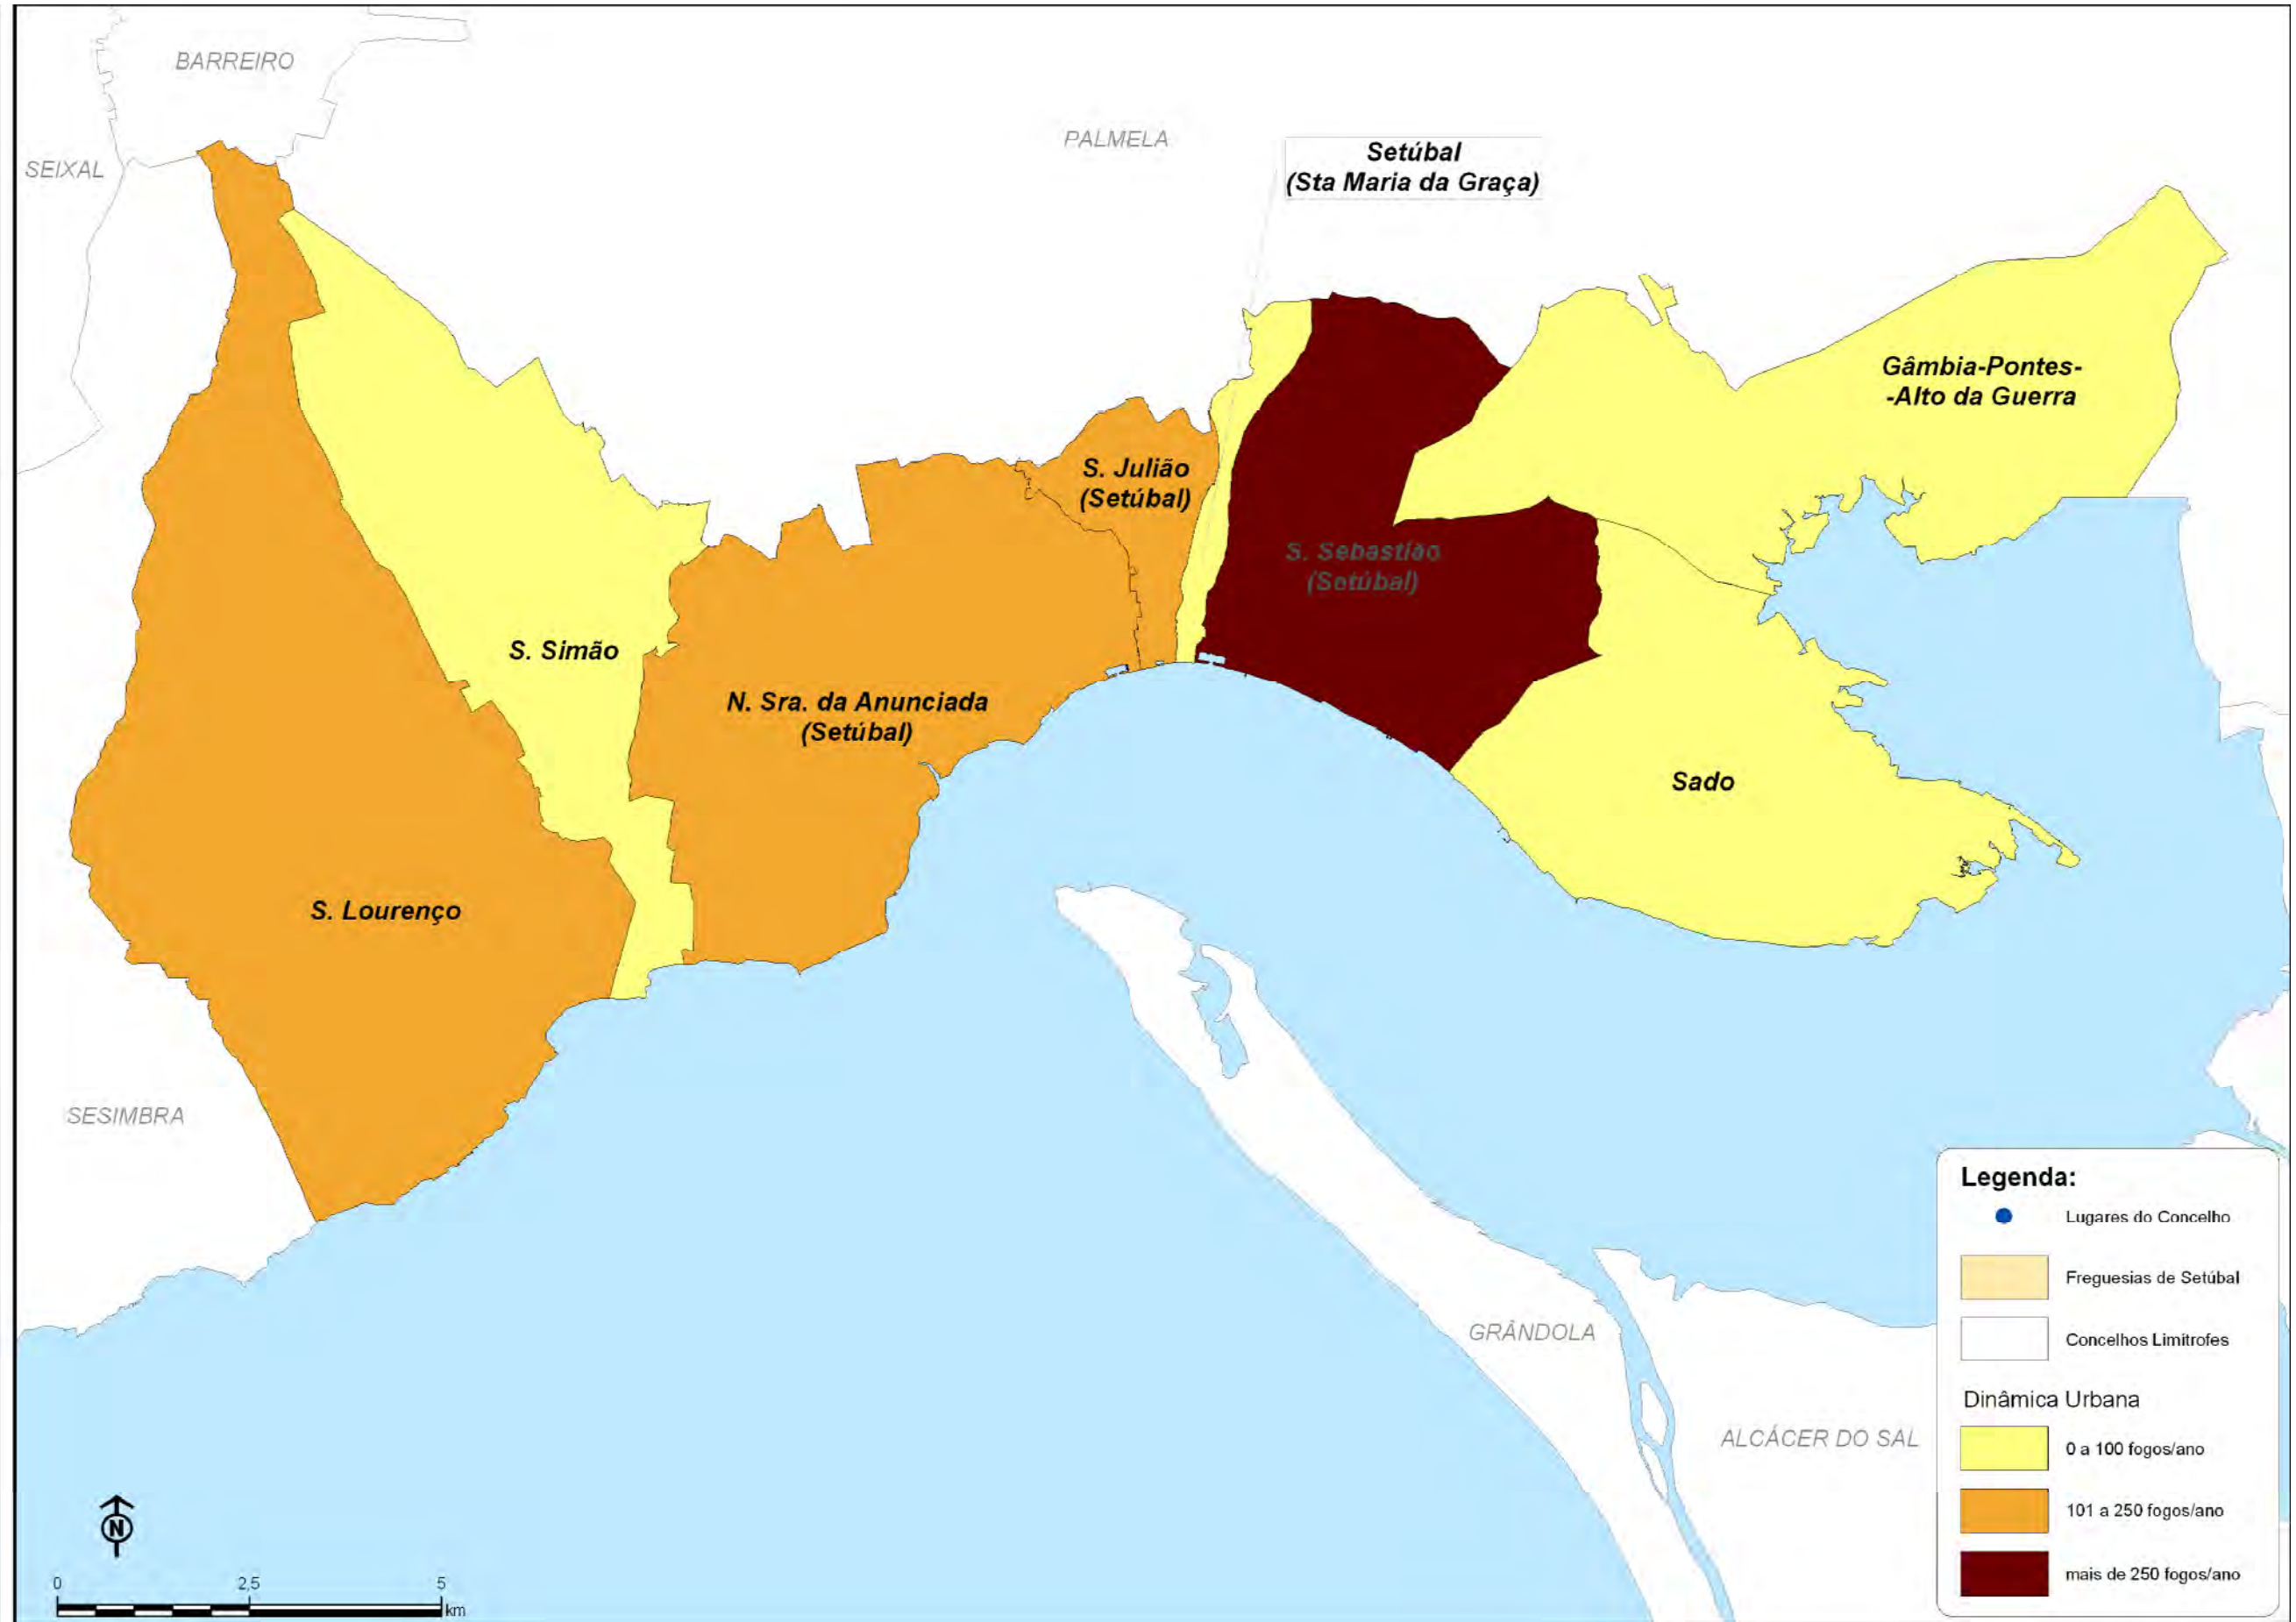 BARREIRO
SEIXAL
PALMELA
Setúbal
(Sta Maria da Graça)
Gâmbia-Pontes-
-Alto da Guerra
S. Julião
(Setúbal)
S. Sebastião
(Setúbal)
S. Simão
N. Sra. da Anunciada
(Setúbal)
Sado
S. Lourenço
SESIMBRA
GRÂNDOLA
ALCÁCER DO SAL
Legenda:
Lugares do Concelho
Freguesias de Setúbal
Concelhos Limitrofes
Dinâmica Urbana
0 a 100 fogos/ano
101 a 250 fogos/ano
mais de 250 fogos/ano
N
0 2,5 5
km